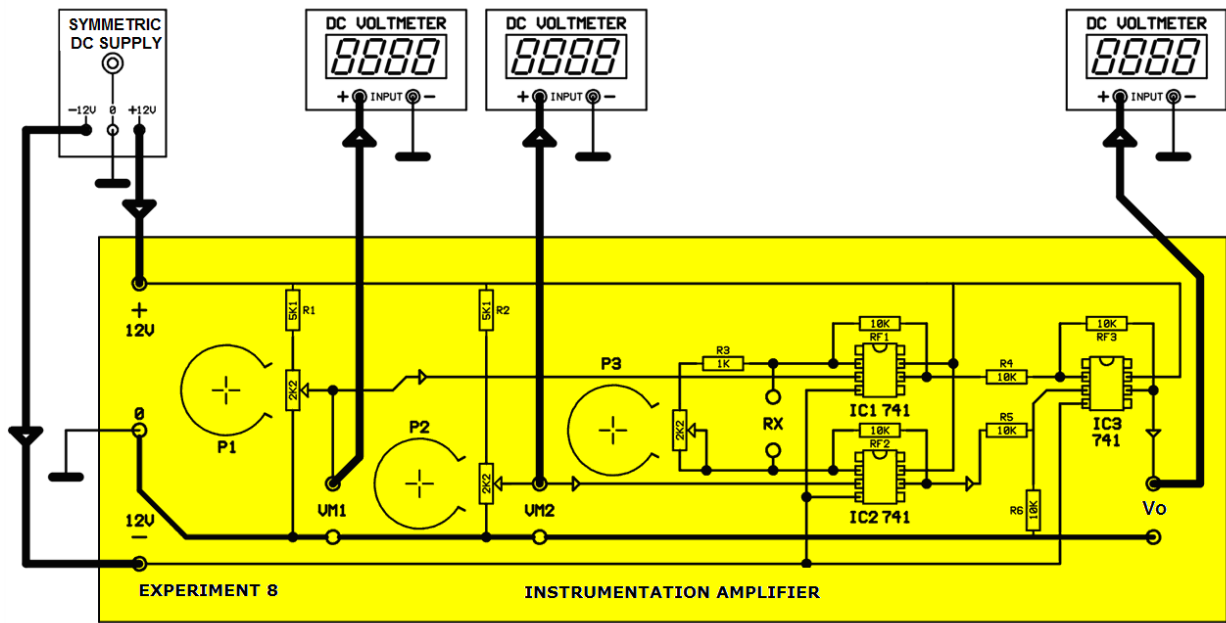 SYMMETRIC
DC SUPPLY
-12V 0 +12V
DC VOLTMETER
8888
+ INPUT -
DC VOLTMETER
8888
+ INPUT -
DC VOLTMETER
8888
+ INPUT -
+
12V
5K1 R1
5K1 R2
2K2
P1
0
P2
2K2
12V
-
VM1
VM2
P3
2K2
R3
1K
RX
10K
RF1
IC1 741
10K
RF2
IC2 741
R4
10K
R5
10K
R6 10K
10K
RF3
IC3
741
Vo
EXPERIMENT 8
INSTRUMENTATION AMPLIFIER